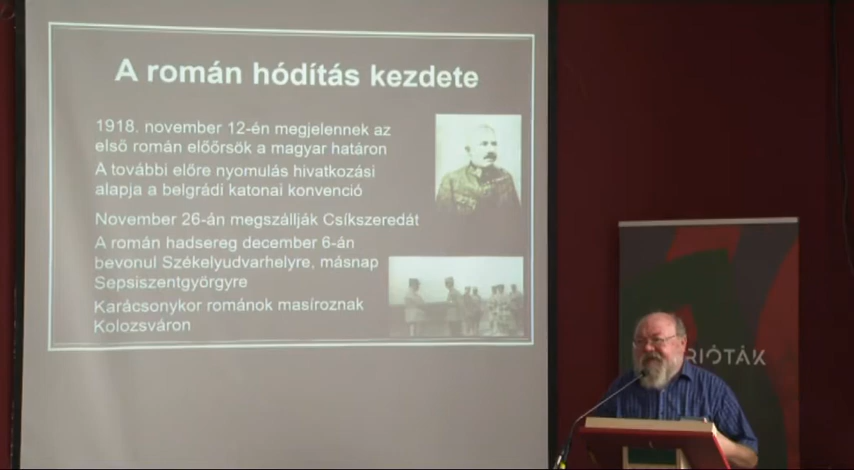 A román hódítás kezdete
1918. november 12-én megjelennek az
első román előőrsök a magyar határon
A további előre nyomulás hivatkozási
alapja a belgrádi katonai konvenció
November 26-án megszállják Csíkszeredát
A román hadsereg december 6-án
bevonul Székelyudvarhelyre, másnap
Sepsiszentgyörgyre
Karácsonykor románok masíroznak
Kolozsváron
RIÓTÁK